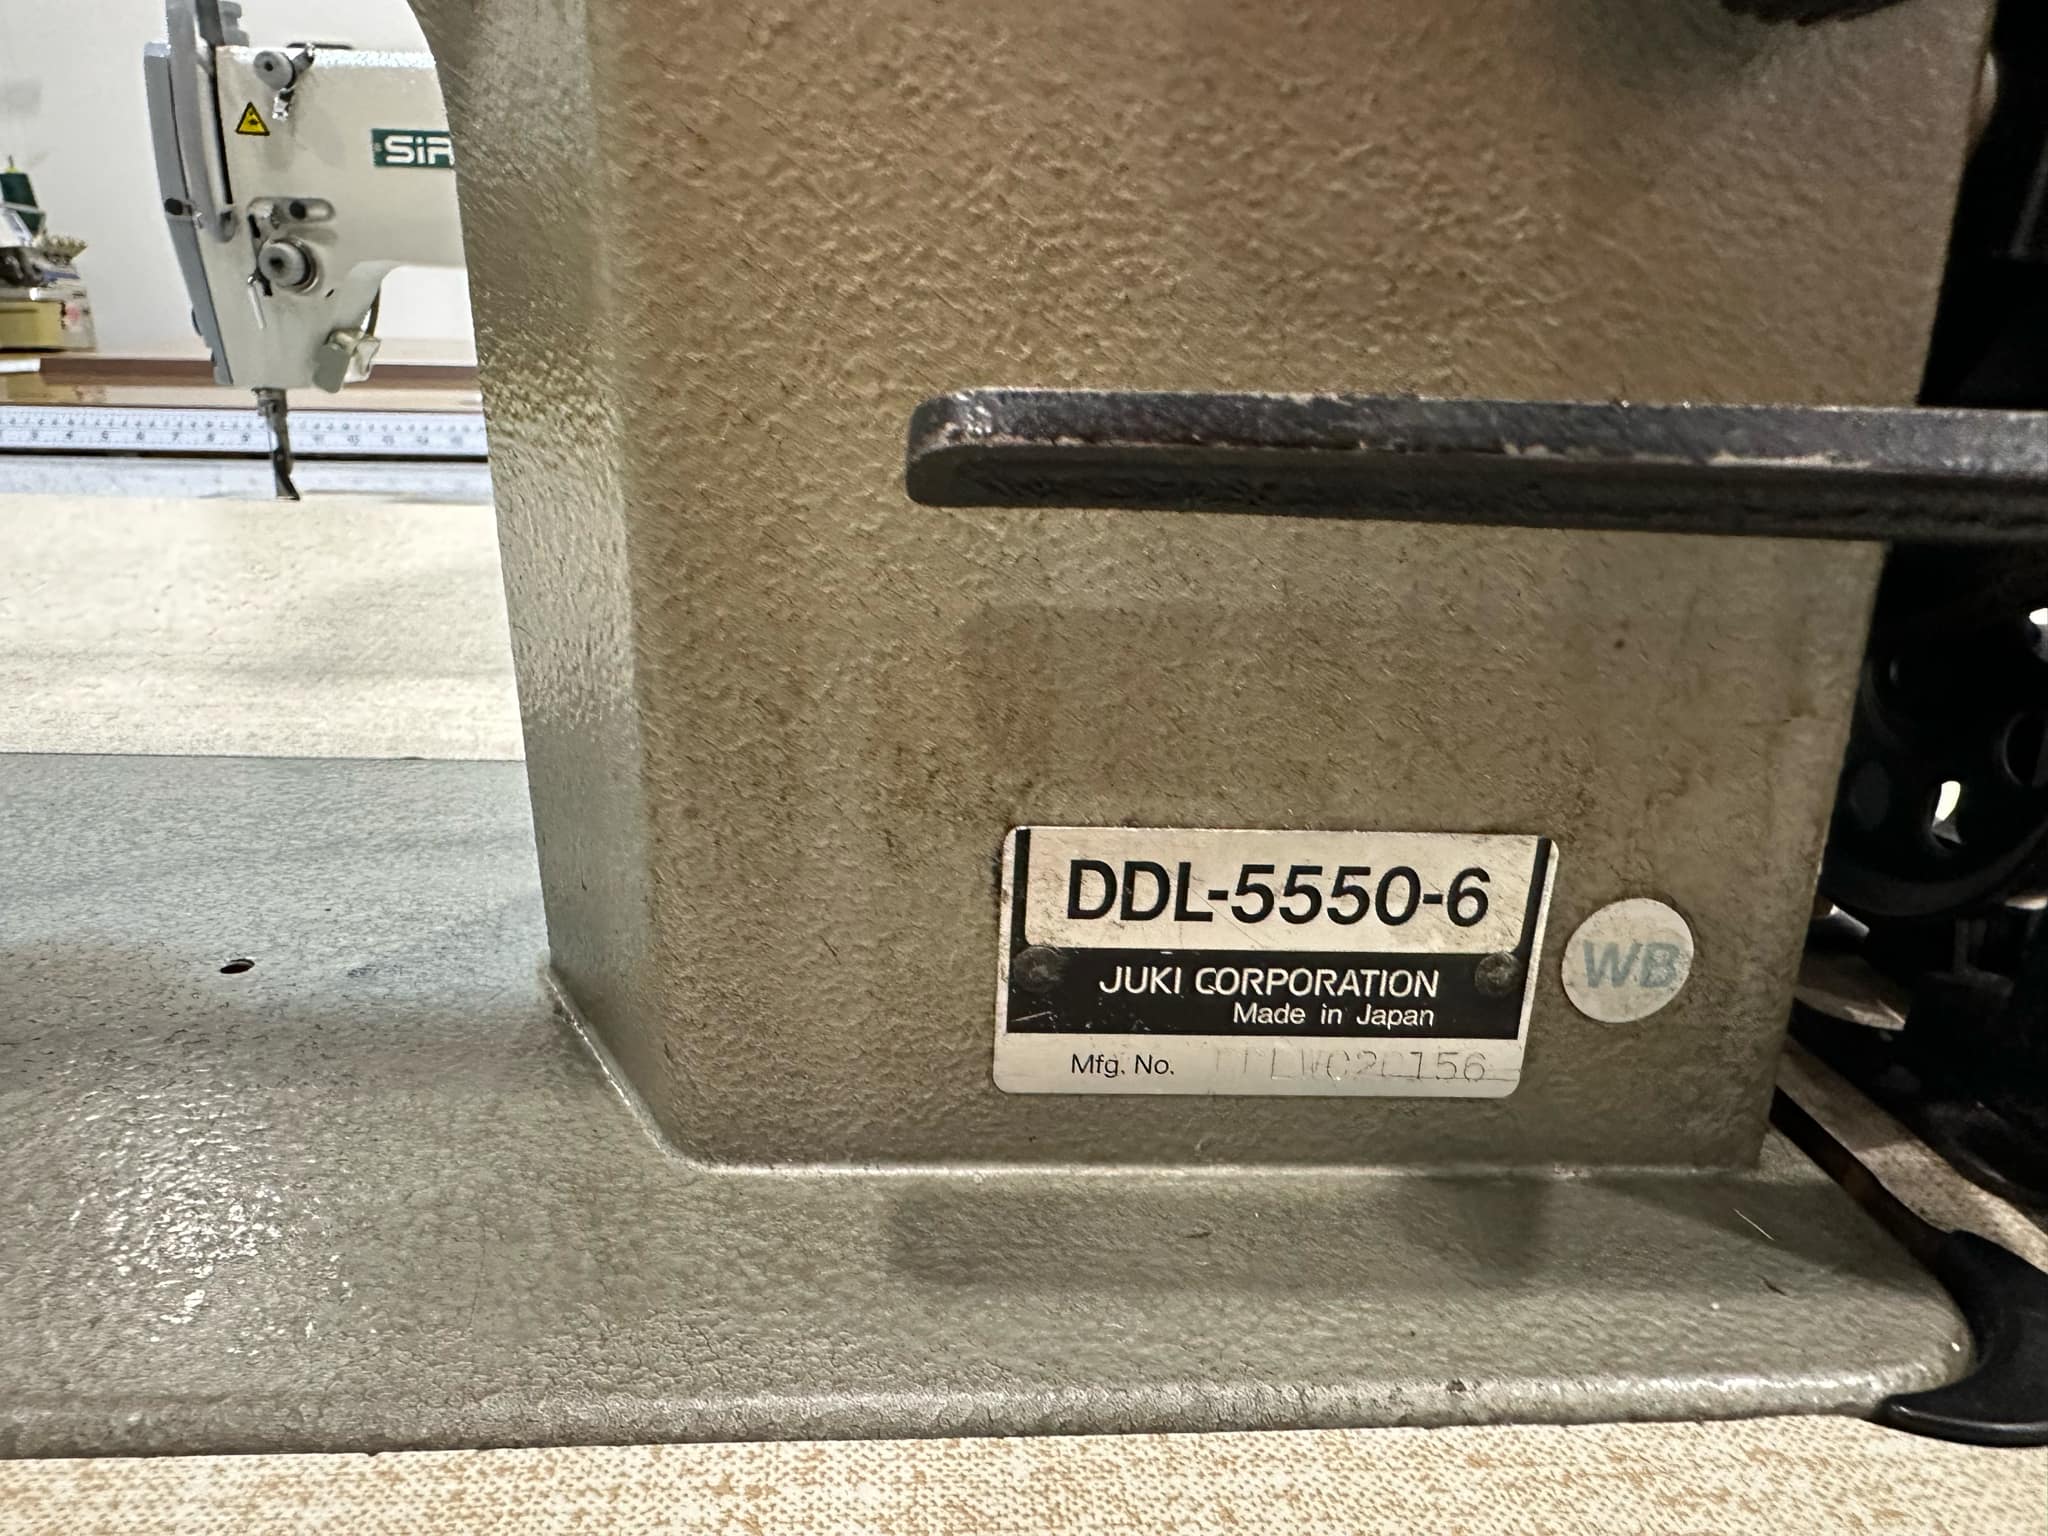 DDL-5550-6
JUKI CORPORATION
Made in Japan
Mfg. No.
WB